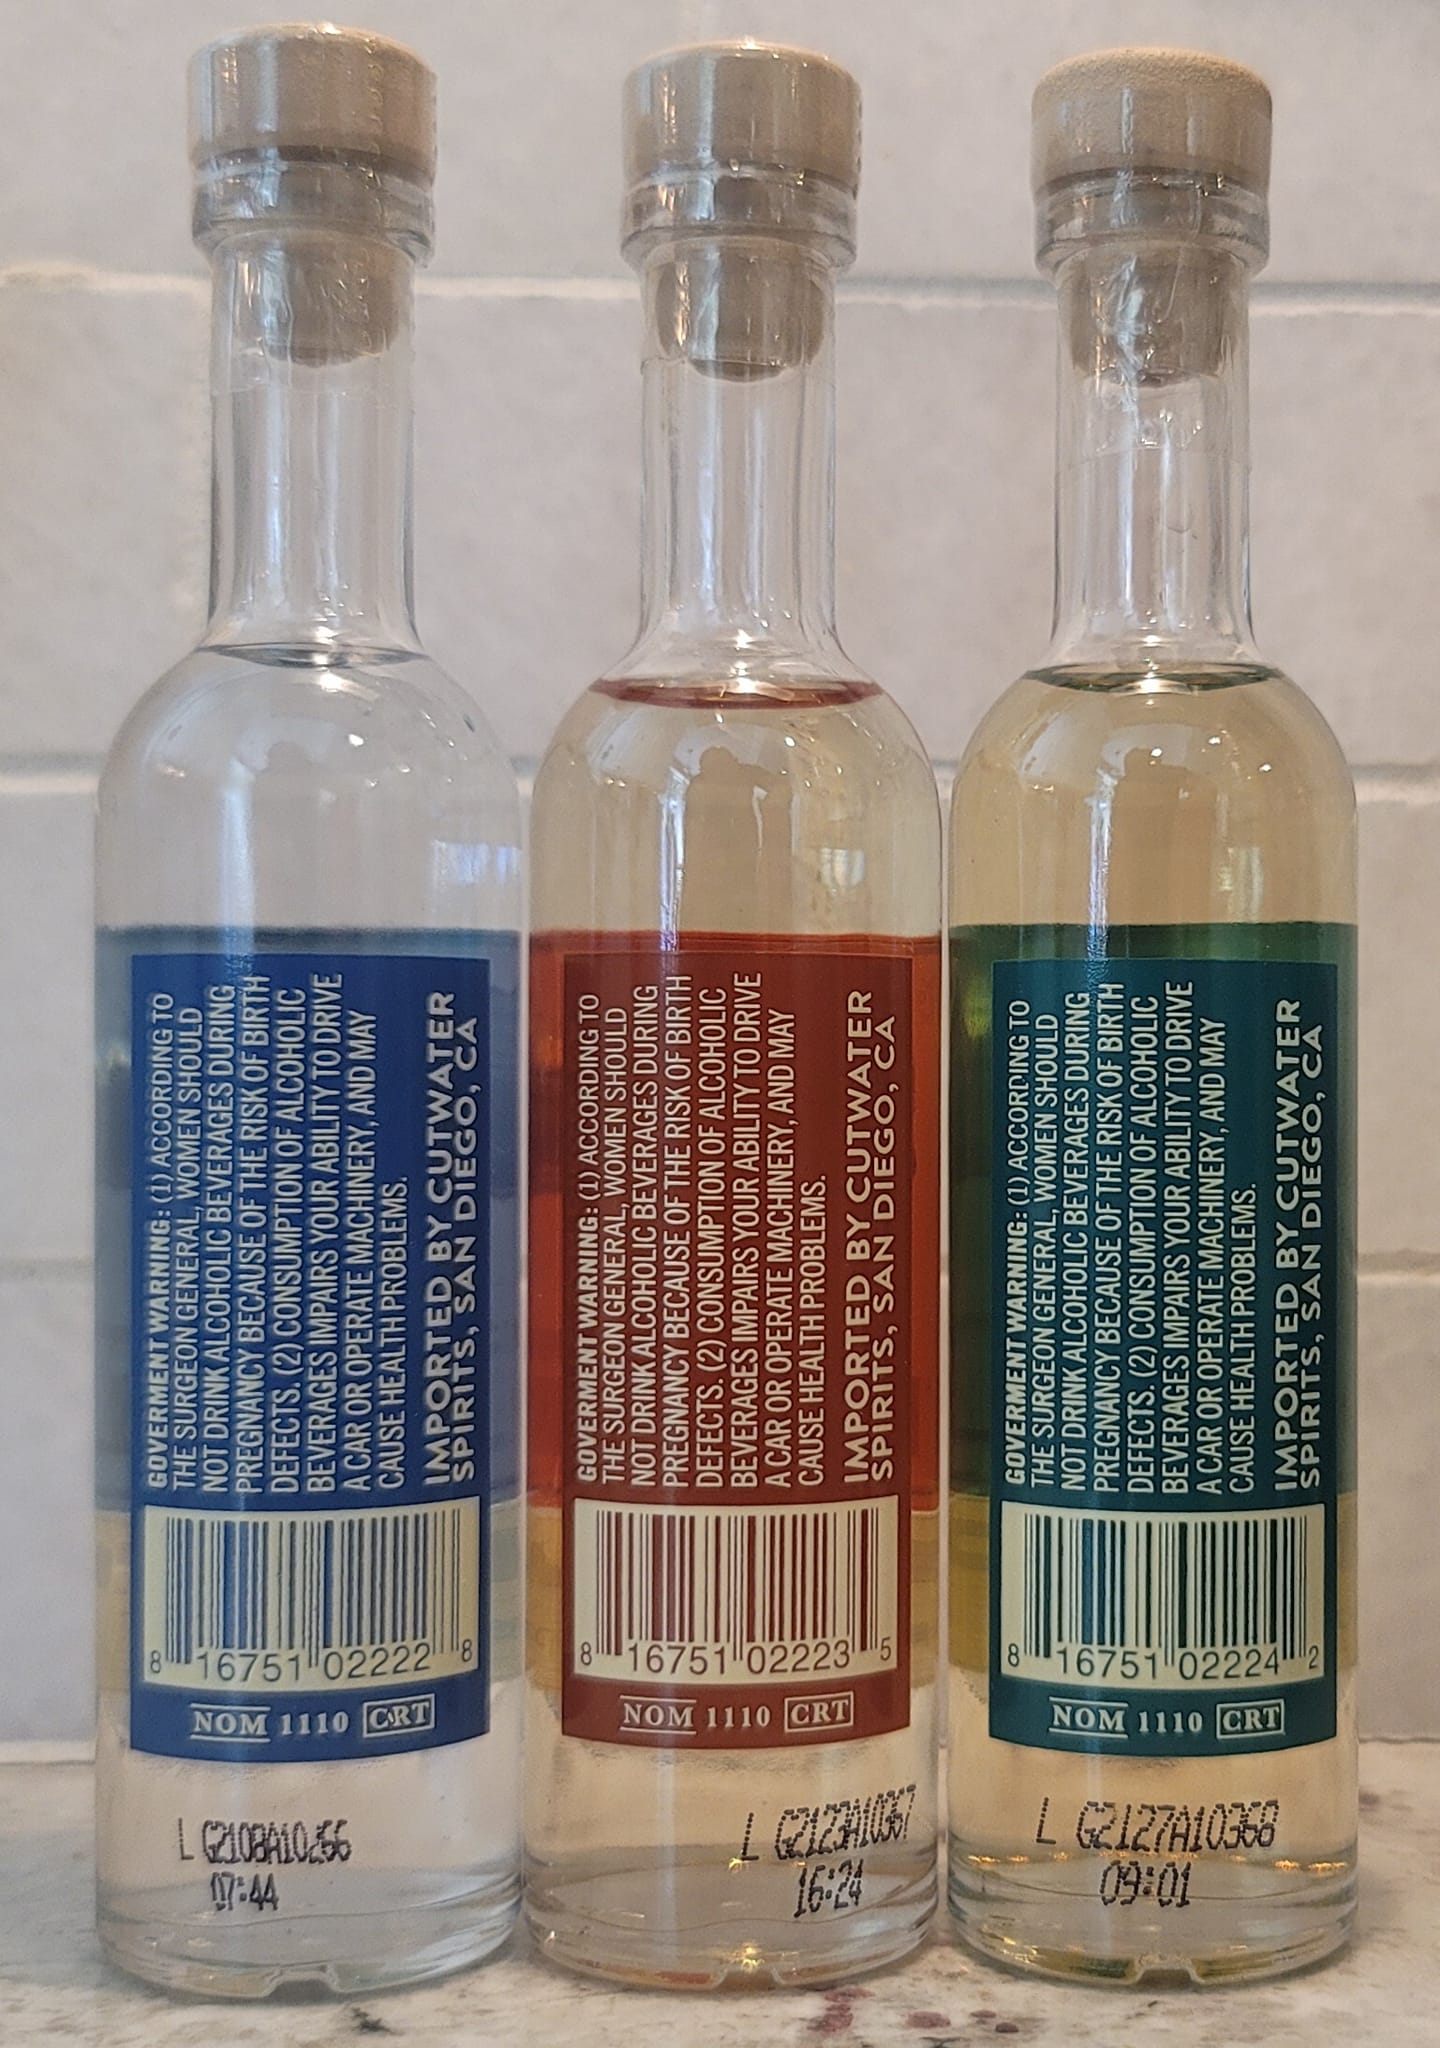 GOVERMENT WARNING: (1) ACCORDING TO
THE SURGEON GENERAL, WOMEN SHOULD
NOT DRINK ALCOHOLIC BEVERAGES DURING
PREGNANCY BECAUSE OF THE RISK OF BIRTH
DEFECTS. (2) CONSUMPTION OF ALCOHOLIC
BEVERAGES IMPAIRS YOUR ABILITY TO DRIVE
A CAR OR OPERATE MACHINERY, AND MAY
CAUSE HEALTH PROBLEMS.
IMPORTED BY CUTWATER
SPIRITS, SAN DIEGO, CA
8 16751 02222 8
NOM 1110 CRT
L G2108A10266
07:44
GOVERMENT WARNING: (1) ACCORDING TO
THE SURGEON GENERAL, WOMEN SHOULD
NOT DRINK ALCOHOLIC BEVERAGES DURING
PREGNANCY BECAUSE OF THE RISK OF BIRTH
DEFECTS. (2) CONSUMPTION OF ALCOHOLIC
BEVERAGES IMPAIRS YOUR ABILITY TO DRIVE
A CAR OR OPERATE MACHINERY, AND MAY
CAUSE HEALTH PROBLEMS.
IMPORTED BY CUTWATER
SPIRITS, SAN DIEGO, CA
8 16751 02223 5
NOM 1110 CRT
L G2123A10367
16:24
GOVERMENT WARNING: (1) ACCORDING TO
THE SURGEON GENERAL, WOMEN SHOULD
NOT DRINK ALCOHOLIC BEVERAGES DURING
PREGNANCY BECAUSE OF THE RISK OF BIRTH
DEFECTS. (2) CONSUMPTION OF ALCOHOLIC
BEVERAGES IMPAIRS YOUR ABILITY TO DRIVE
A CAR OR OPERATE MACHINERY, AND MAY
CAUSE HEALTH PROBLEMS.
IMPORTED BY CUTWATER
SPIRITS, SAN DIEGO, CA
8 16751 02224 2
NOM 1110 CRT
L G2127A10368
09:01